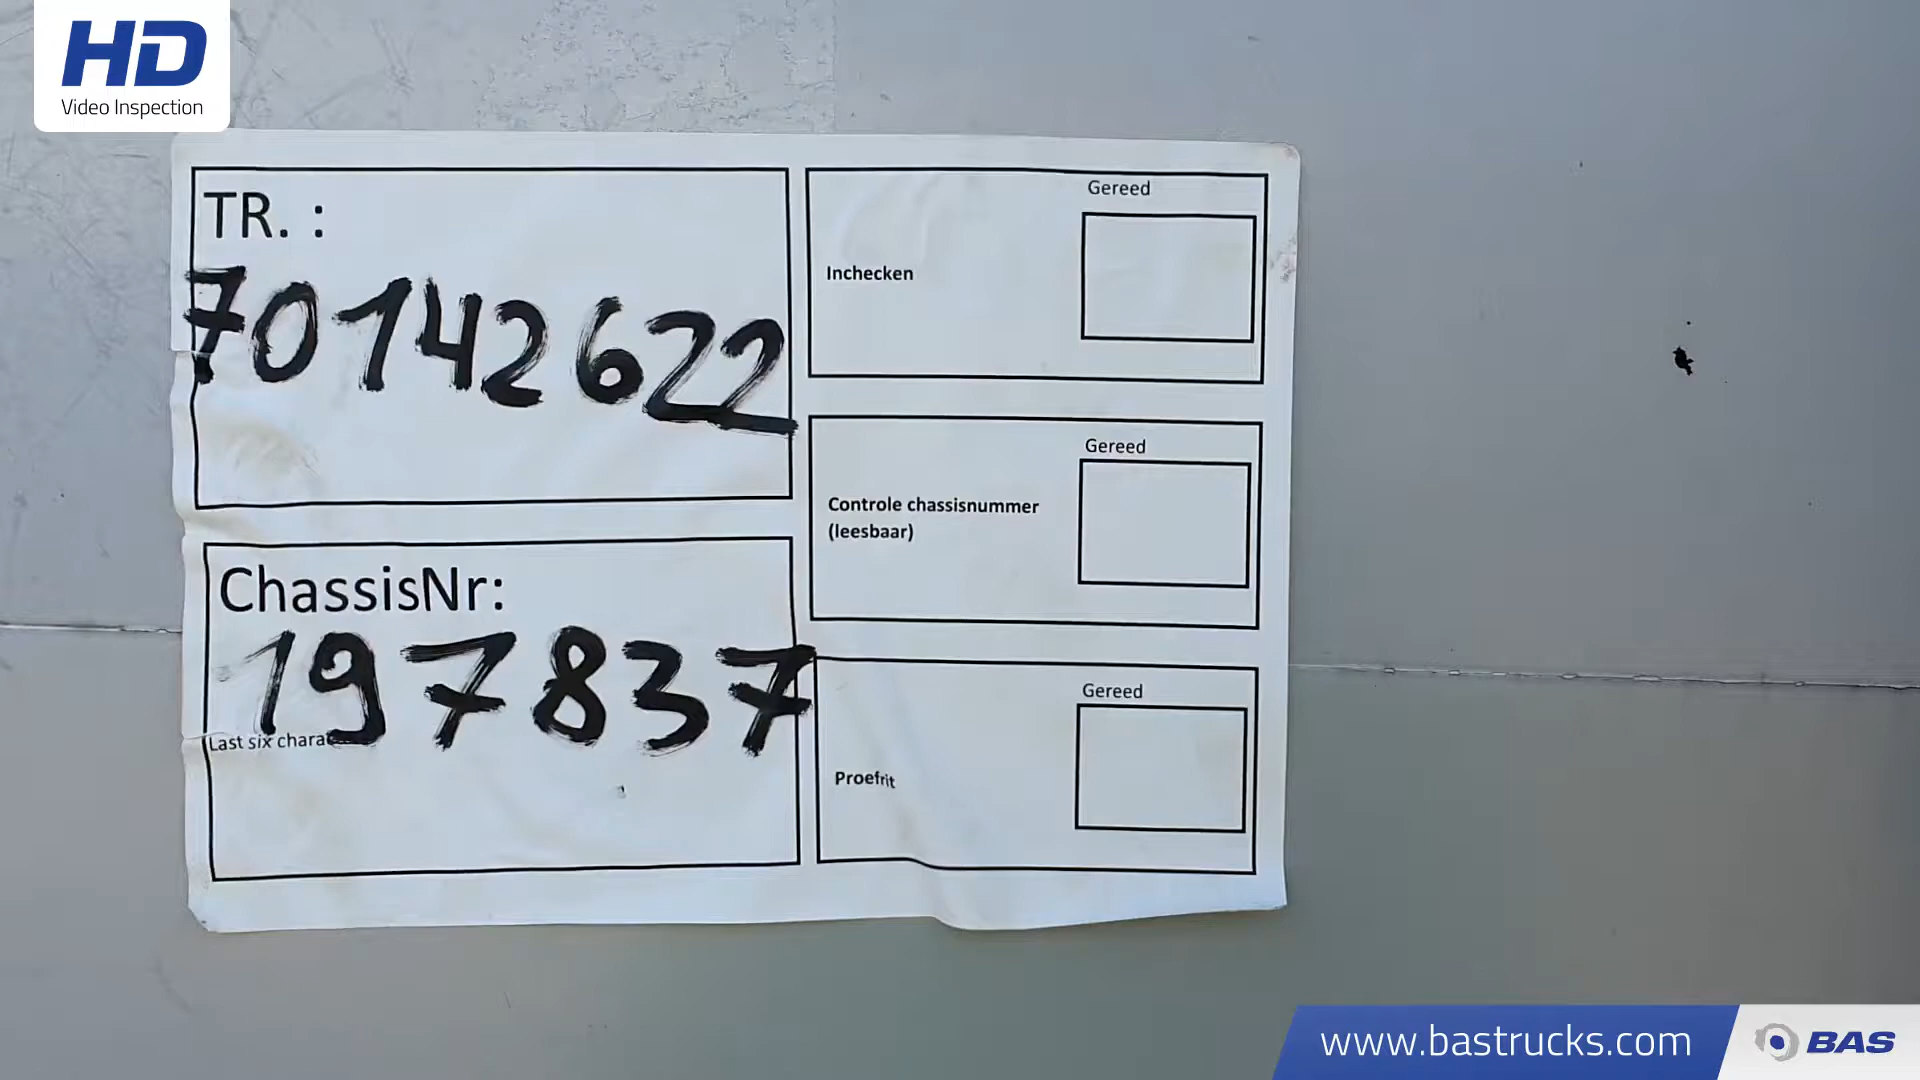 HD
Video Inspection
TR. :
70142622
ChassisNr:
197837
Last six chara
Gereed
Inchecken
Gereed
Controle chassisnummer
(leesbaar)
Gereed
Proefrit
www.bastrucks.com
BAS